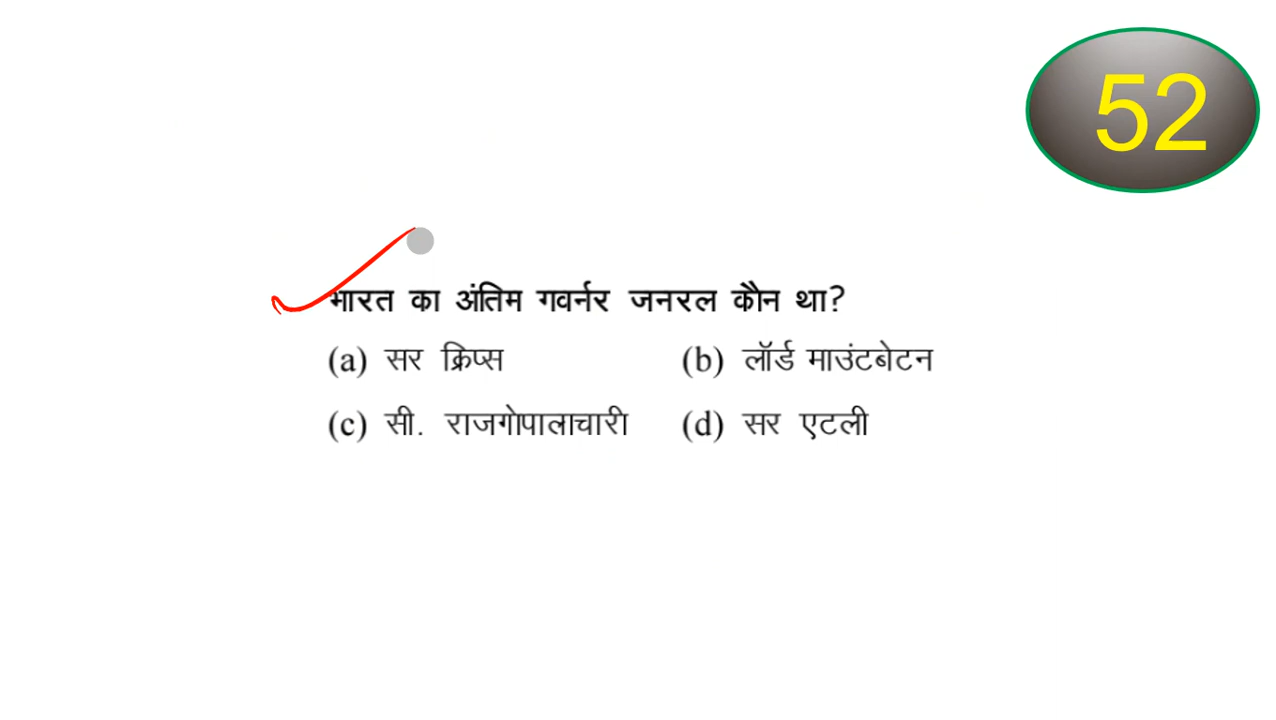 52
भारत का अंतिम गवर्नर जनरल कौन था?
(a) सर क्रिप्स (b) लॉर्ड माउंटबेटन
(c) सी. राजगोपालाचारी (d) सर एटली